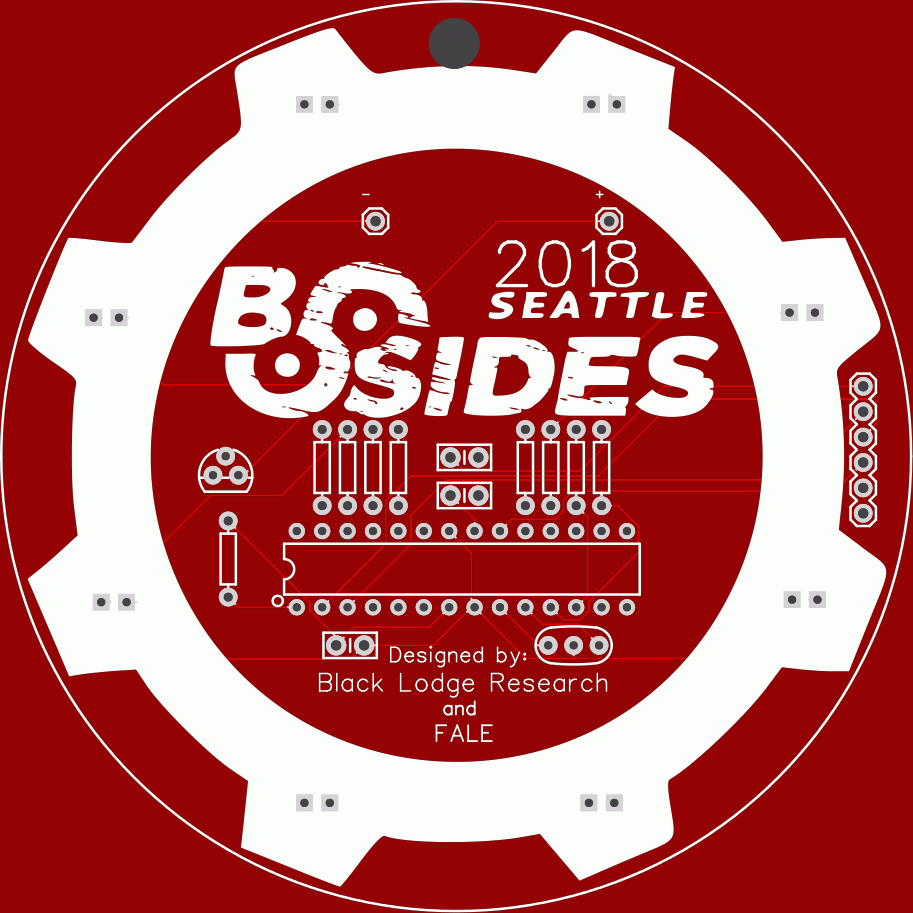 - +
2018
SEATTLE
BSIDES
Designed by:
Black Lodge Research
and
FALE